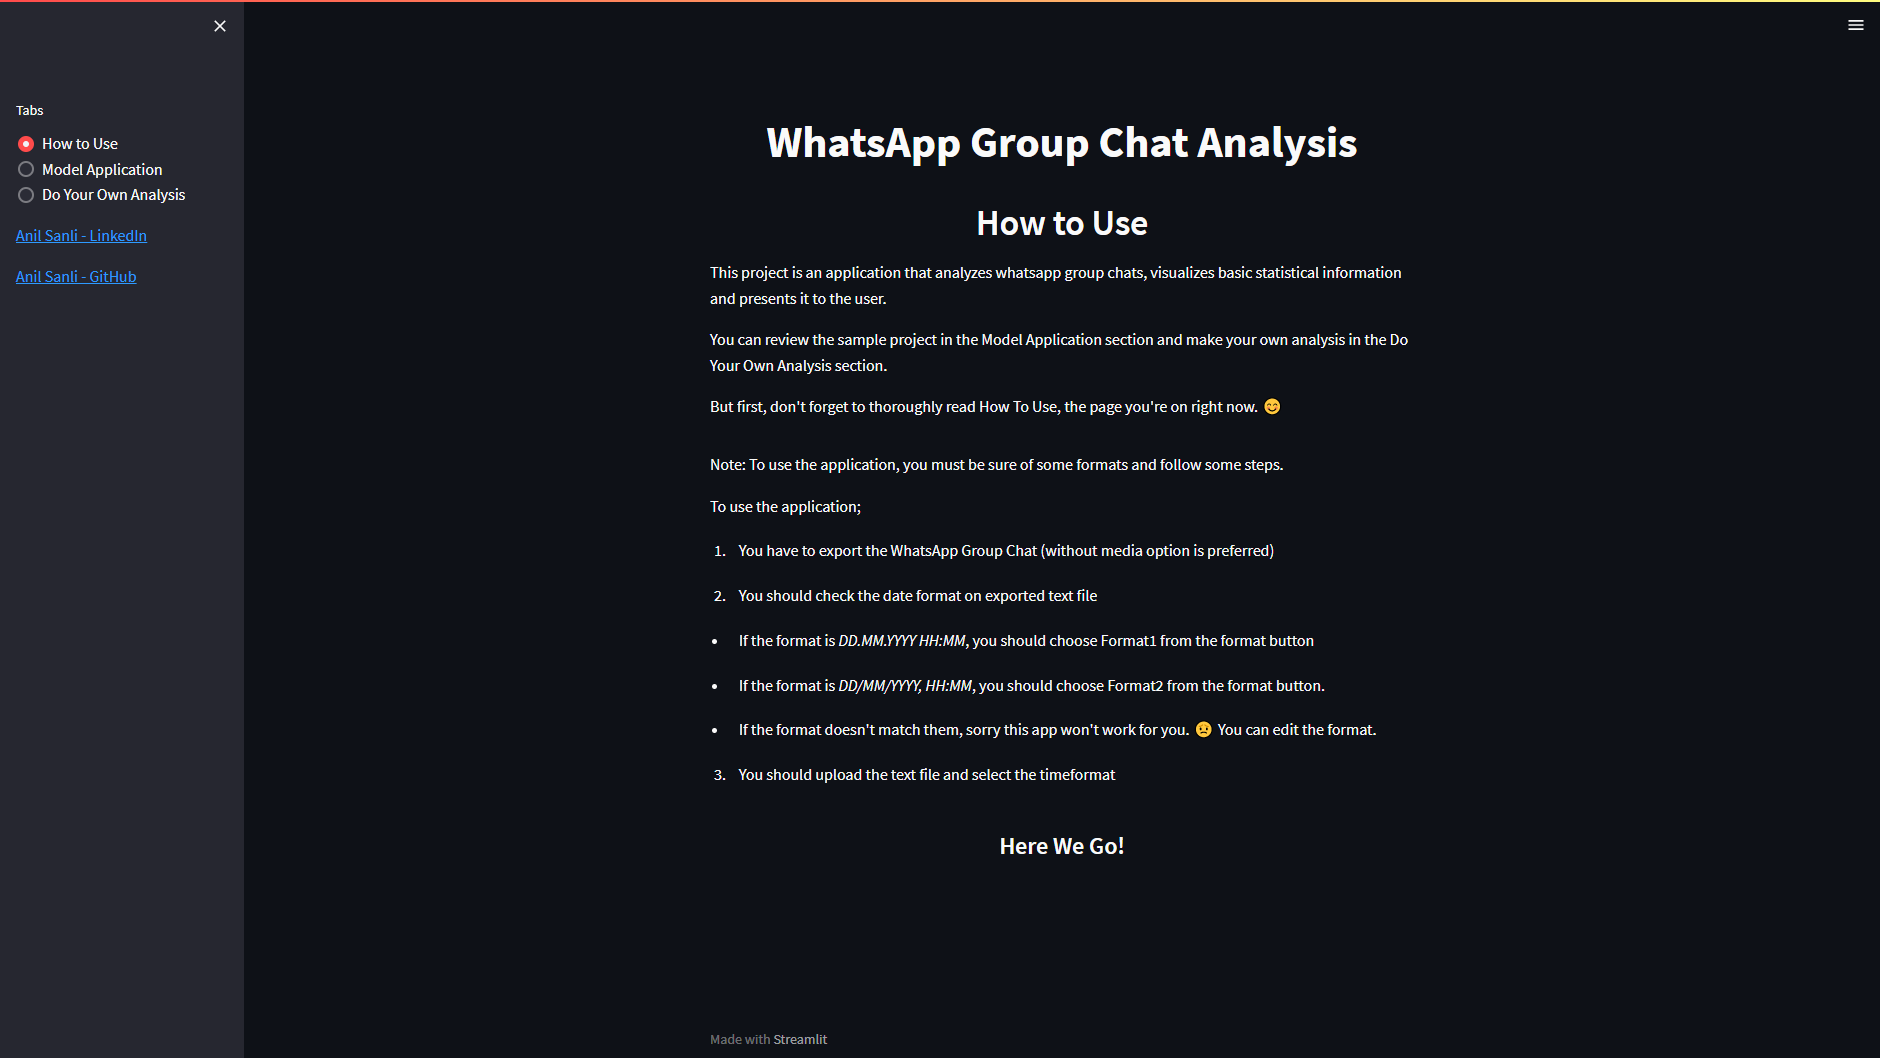 Tabs
How to Use
Model Application
Do Your Own Analysis
Anil Sanli - LinkedIn
Anil Sanli - GitHub
WhatsApp Group Chat Analysis
How to Use
This project is an application that analyzes whatsapp group chats, visualizes basic statistical information
and presents it to the user.
You can review the sample project in the Model Application section and make your own analysis in the Do
Your Own Analysis section.
But first, don't forget to thoroughly read How To Use, the page you're on right now. 😊
Note: To use the application, you must be sure of some formats and follow some steps.
To use the application;
1. You have to export the WhatsApp Group Chat (without media option is preferred)
2. You should check the date format on exported text file
• If the format is DD.MM.YYYY HH:MM, you should choose Format1 from the format button
• If the format is DD/MM/YYYY, HH:MM, you should choose Format2 from the format button.
• If the format doesn't match them, sorry this app won't work for you. 😟 You can edit the format.
3. You should upload the text file and select the timeformat
Here We Go!
Made with Streamlit